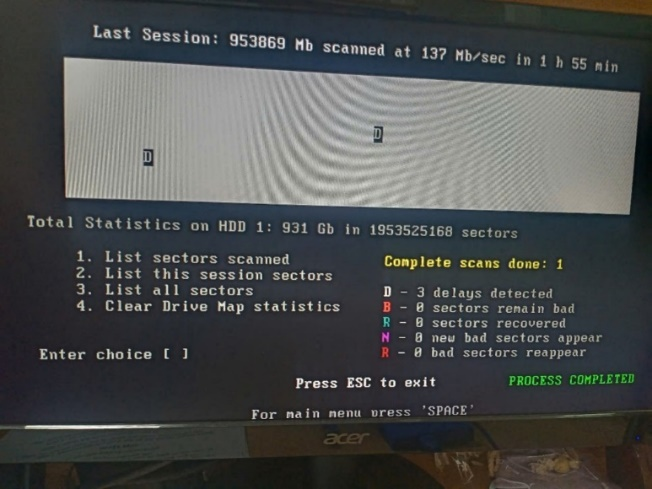 Last Session: 953869 Mb scanned at 137 Mb/sec in 1 h 55 min
D
D
Total Statistics on HDD 1: 931 Gb in 1953525168 sectors
1. List sectors scanned
2. List this session sectors
3. List all sectors
4. Clear Drive Map statistics
Enter choice [ ]
Complete scans done: 1
D - 3 delays detected
B - 0 sectors remain bad
R - 0 sectors recovered
N - 0 new bad sectors appear
R - 0 bad sectors reappear
Press ESC to exit
PROCESS COMPLETED
For main menu press 'SPACE'
acer